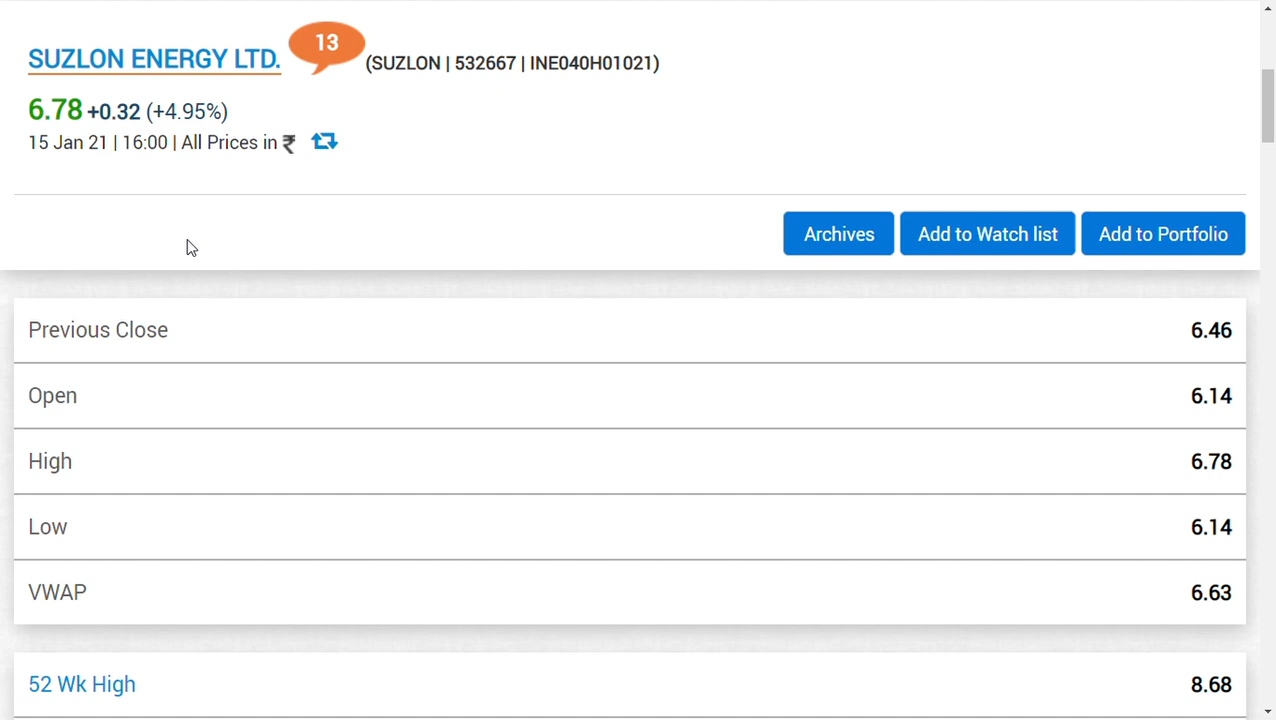 SUZLON ENERGY LTD. 13 (SUZLON | 532667 | INE040H01021)
6.78 +0.32 (+4.95%)
15 Jan 21 | 16:00 | All Prices in ₹
Archives Add to Watch list Add to Portfolio
Previous Close 6.46
Open 6.14
High 6.78
Low 6.14
VWAP 6.63
52 Wk High 8.68